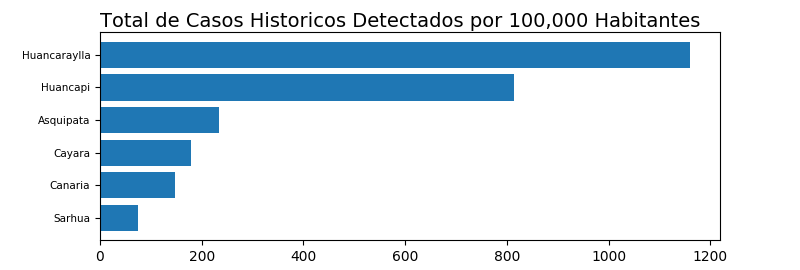 Total de Casos Historicos Detectados por 100,000 Habitantes
Huancaraylla
Huancapi
Asquipata
Cayara
Canaria
Sarhua
0 200 400 600 800 1000 1200